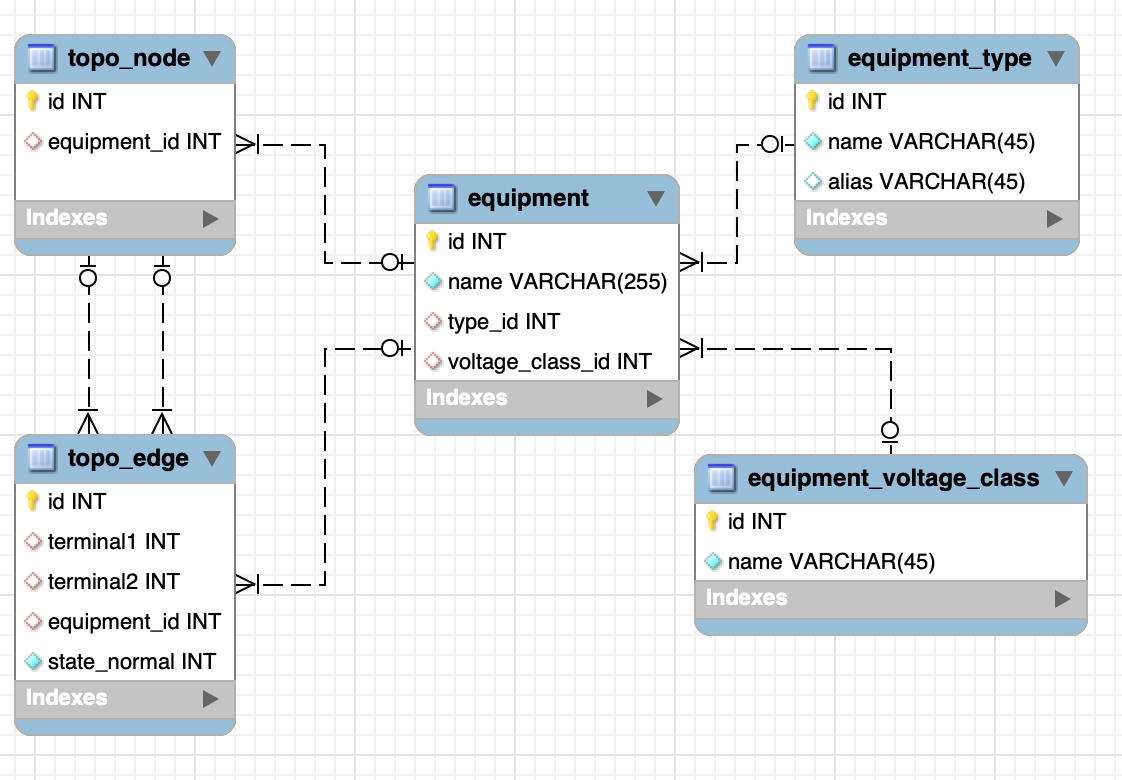 topo_node
id INT
equipment_id INT
Indexes
equipment_type
id INT
name VARCHAR(45)
alias VARCHAR(45)
Indexes
equipment
id INT
name VARCHAR(255)
type_id INT
voltage_class_id INT
Indexes
topo_edge
id INT
terminal1 INT
terminal2 INT
equipment_id INT
state_normal INT
Indexes
equipment_voltage_class
id INT
name VARCHAR(45)
Indexes